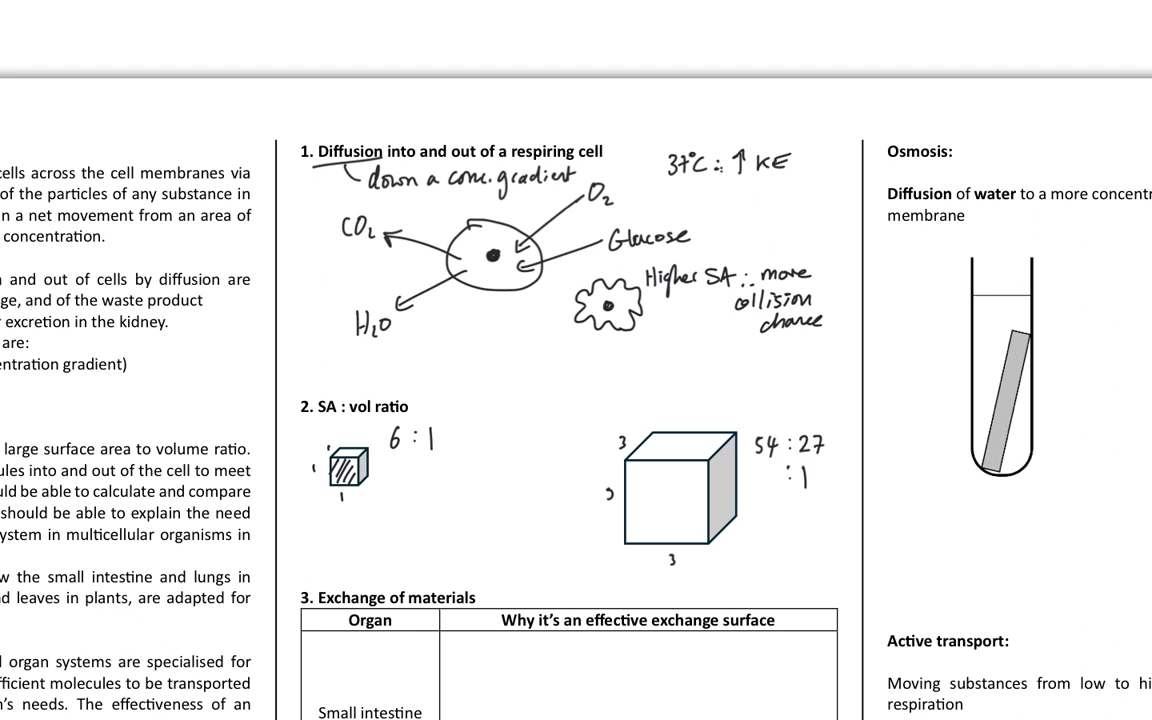 cells across the cell membranes via
of the particles of any substance in
n a net movement from an area of
concentration.
and out of cells by diffusion are
ge, and of the waste product
excretion in the kidney.
are:
entration gradient)
large surface area to volume ratio.
ules into and out of the cell to meet
uld be able to calculate and compare
should be able to explain the need
ystem in multicellular organisms in
w the small intestine and lungs in
d leaves in plants, are adapted for
organ systems are specialised for
fficient molecules to be transported
n's needs. The effectiveness of an
1. Diffusion into and out of a respiring cell
down a conc. gradient
37°C ∴ ↑ KE
O₂
CO₂
Glucose
Higher SA ∴ more
collision
chance
H₂O
2. SA : vol ratio
1
1
1
6 : 1
3
3
3
54 : 27
: 1
3. Exchange of materials
Organ
Why it's an effective exchange surface
Small intestine
Osmosis:
Diffusion of water to a more concentr
membrane
Active transport:
Moving substances from low to hi
respiration